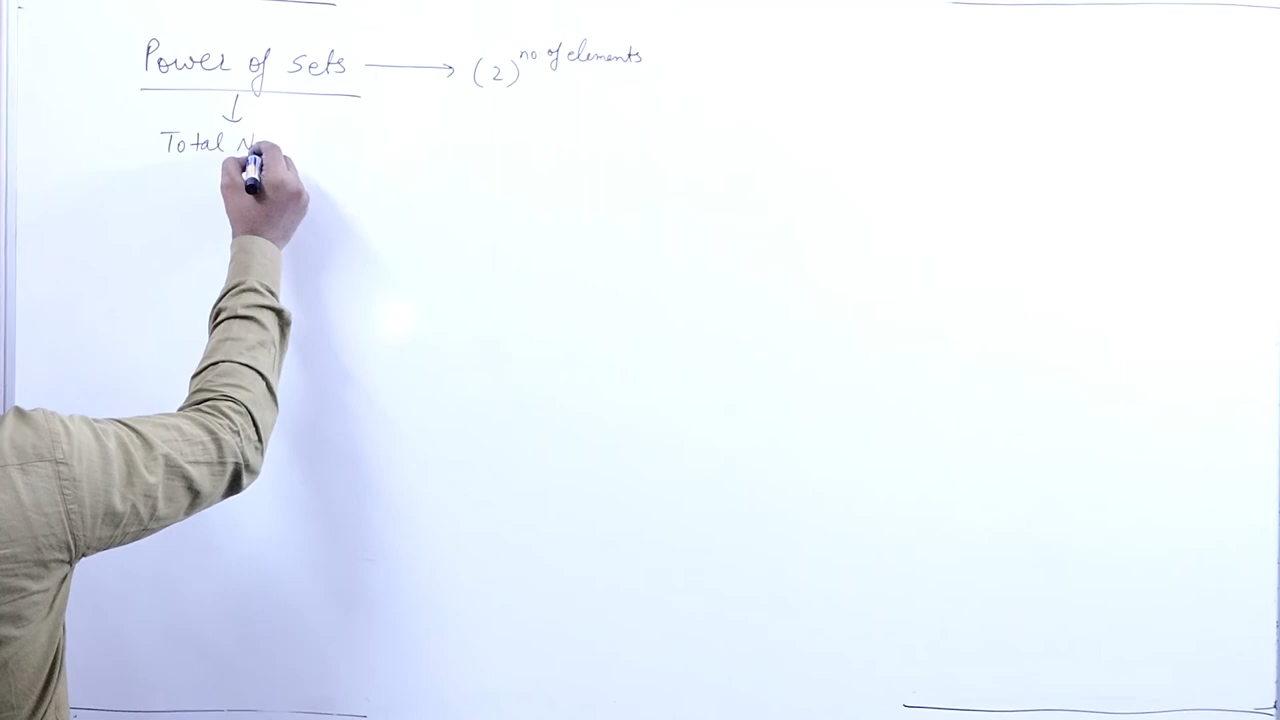 Power of sets → (2)^no. of elements
↓
Total N